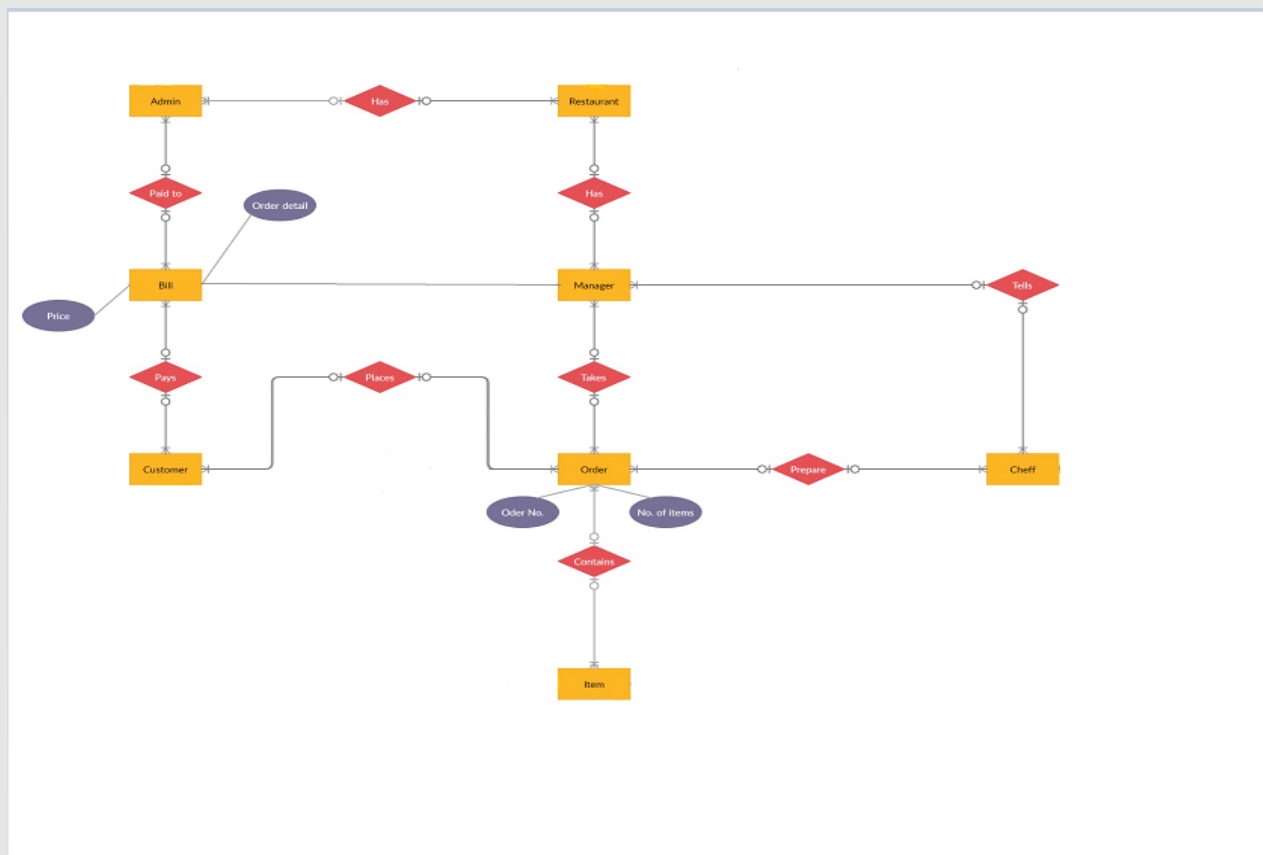 Admin
Has
Restaurant
Paid to
Has
Order detail
Bill
Manager
Tells
Price
Pays
Places
Takes
Customer
Order
Prepare
Cheff
Oder No.
No. of items
Contains
Item